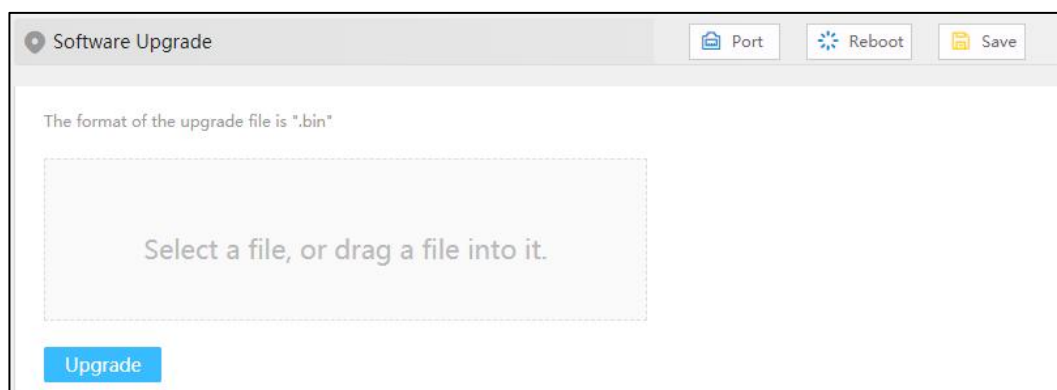 Software Upgrade
Port
Reboot
Save
The format of the upgrade file is ".bin"
Select a file, or drag a file into it.
Upgrade